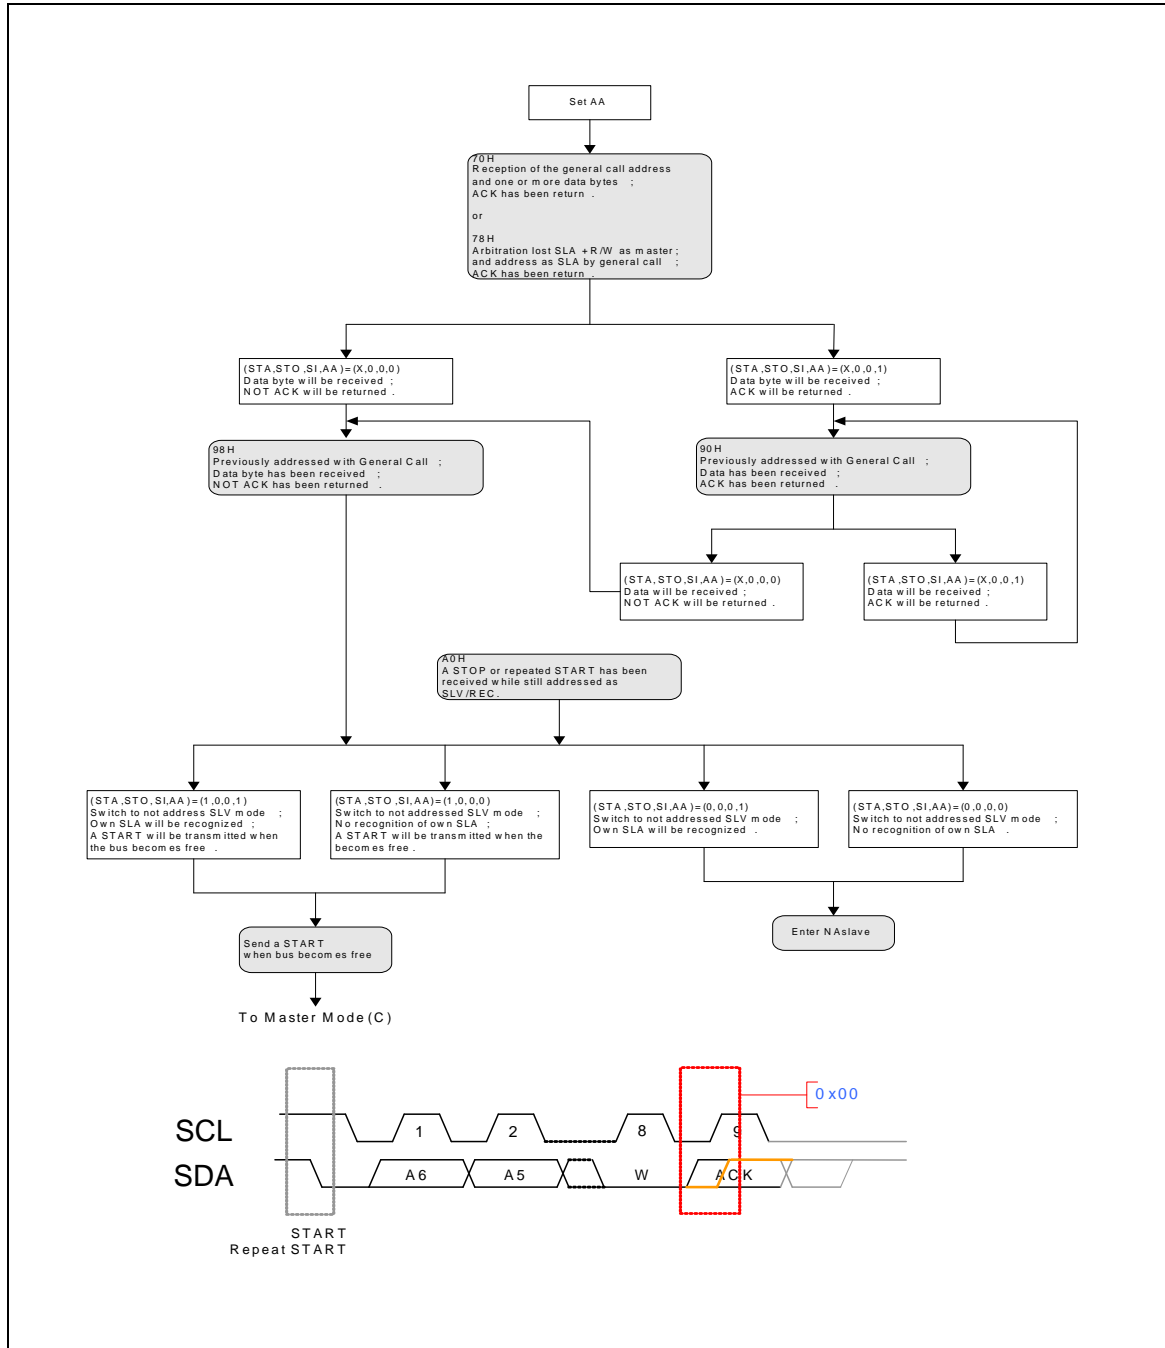 Set AA
70H
Reception of the general call address
and one or more data bytes ;
ACK has been return .
or
78H
Arbitration lost SLA +R/W as master;
and address as SLA by general call ;
ACK has been return .
(STA,STO,SI,AA)=(X,0,0,0)
Data byte will be received ;
NOT ACK will be returned .
(STA,STO,SI,AA)=(X,0,0,1)
Data byte will be received ;
ACK will be returned .
98H
Previously addressed with General Call ;
Data byte has been received ;
NOT ACK has been returned .
90H
Previously addressed with General Call ;
Data has been received ;
ACK has been returned .
(STA,STO,SI,AA)=(X,0,0,0)
Data will be received ;
NOT ACK will be returned .
(STA,STO,SI,AA)=(X,0,0,1)
Data will be received ;
ACK will be returned .
A0H
A STOP or repeated START has been
received while still addressed as
SLV/REC.
(STA,STO,SI,AA)=(1,0,0,1)
Switch to not address SLV mode ;
Own SLA will be recognized ;
A START will be transmitted when
the bus becomes free .
(STA,STO,SI,AA)=(1,0,0,0)
Switch to not addressed SLV mode ;
No recognition of own SLA ;
A START will be transmitted when the
becomes free .
(STA,STO,SI,AA)=(0,0,0,1)
Switch to not addressed SLV mode ;
Own SLA will be recognized .
(STA,STO,SI,AA)=(0,0,0,0)
Switch to not addressed SLV mode ;
No recognition of own SLA .
Send a START
when bus becomes free
Enter NAslave
To Master Mode (C)
0x00
SCL
1
2
8
9
SDA
A6
A5
W
ACK
START
Repeat START